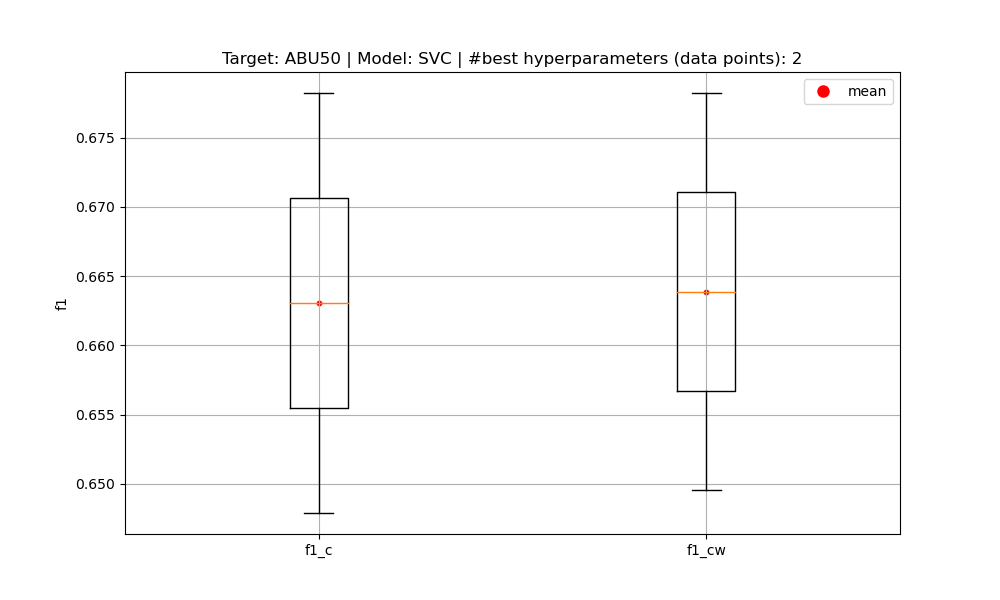 Target: ABU50 | Model: SVC | #best hyperparameters (data points): 2
mean
0.675
0.670
0.665
0.660
0.655
0.650
f1
f1_c
f1_cw